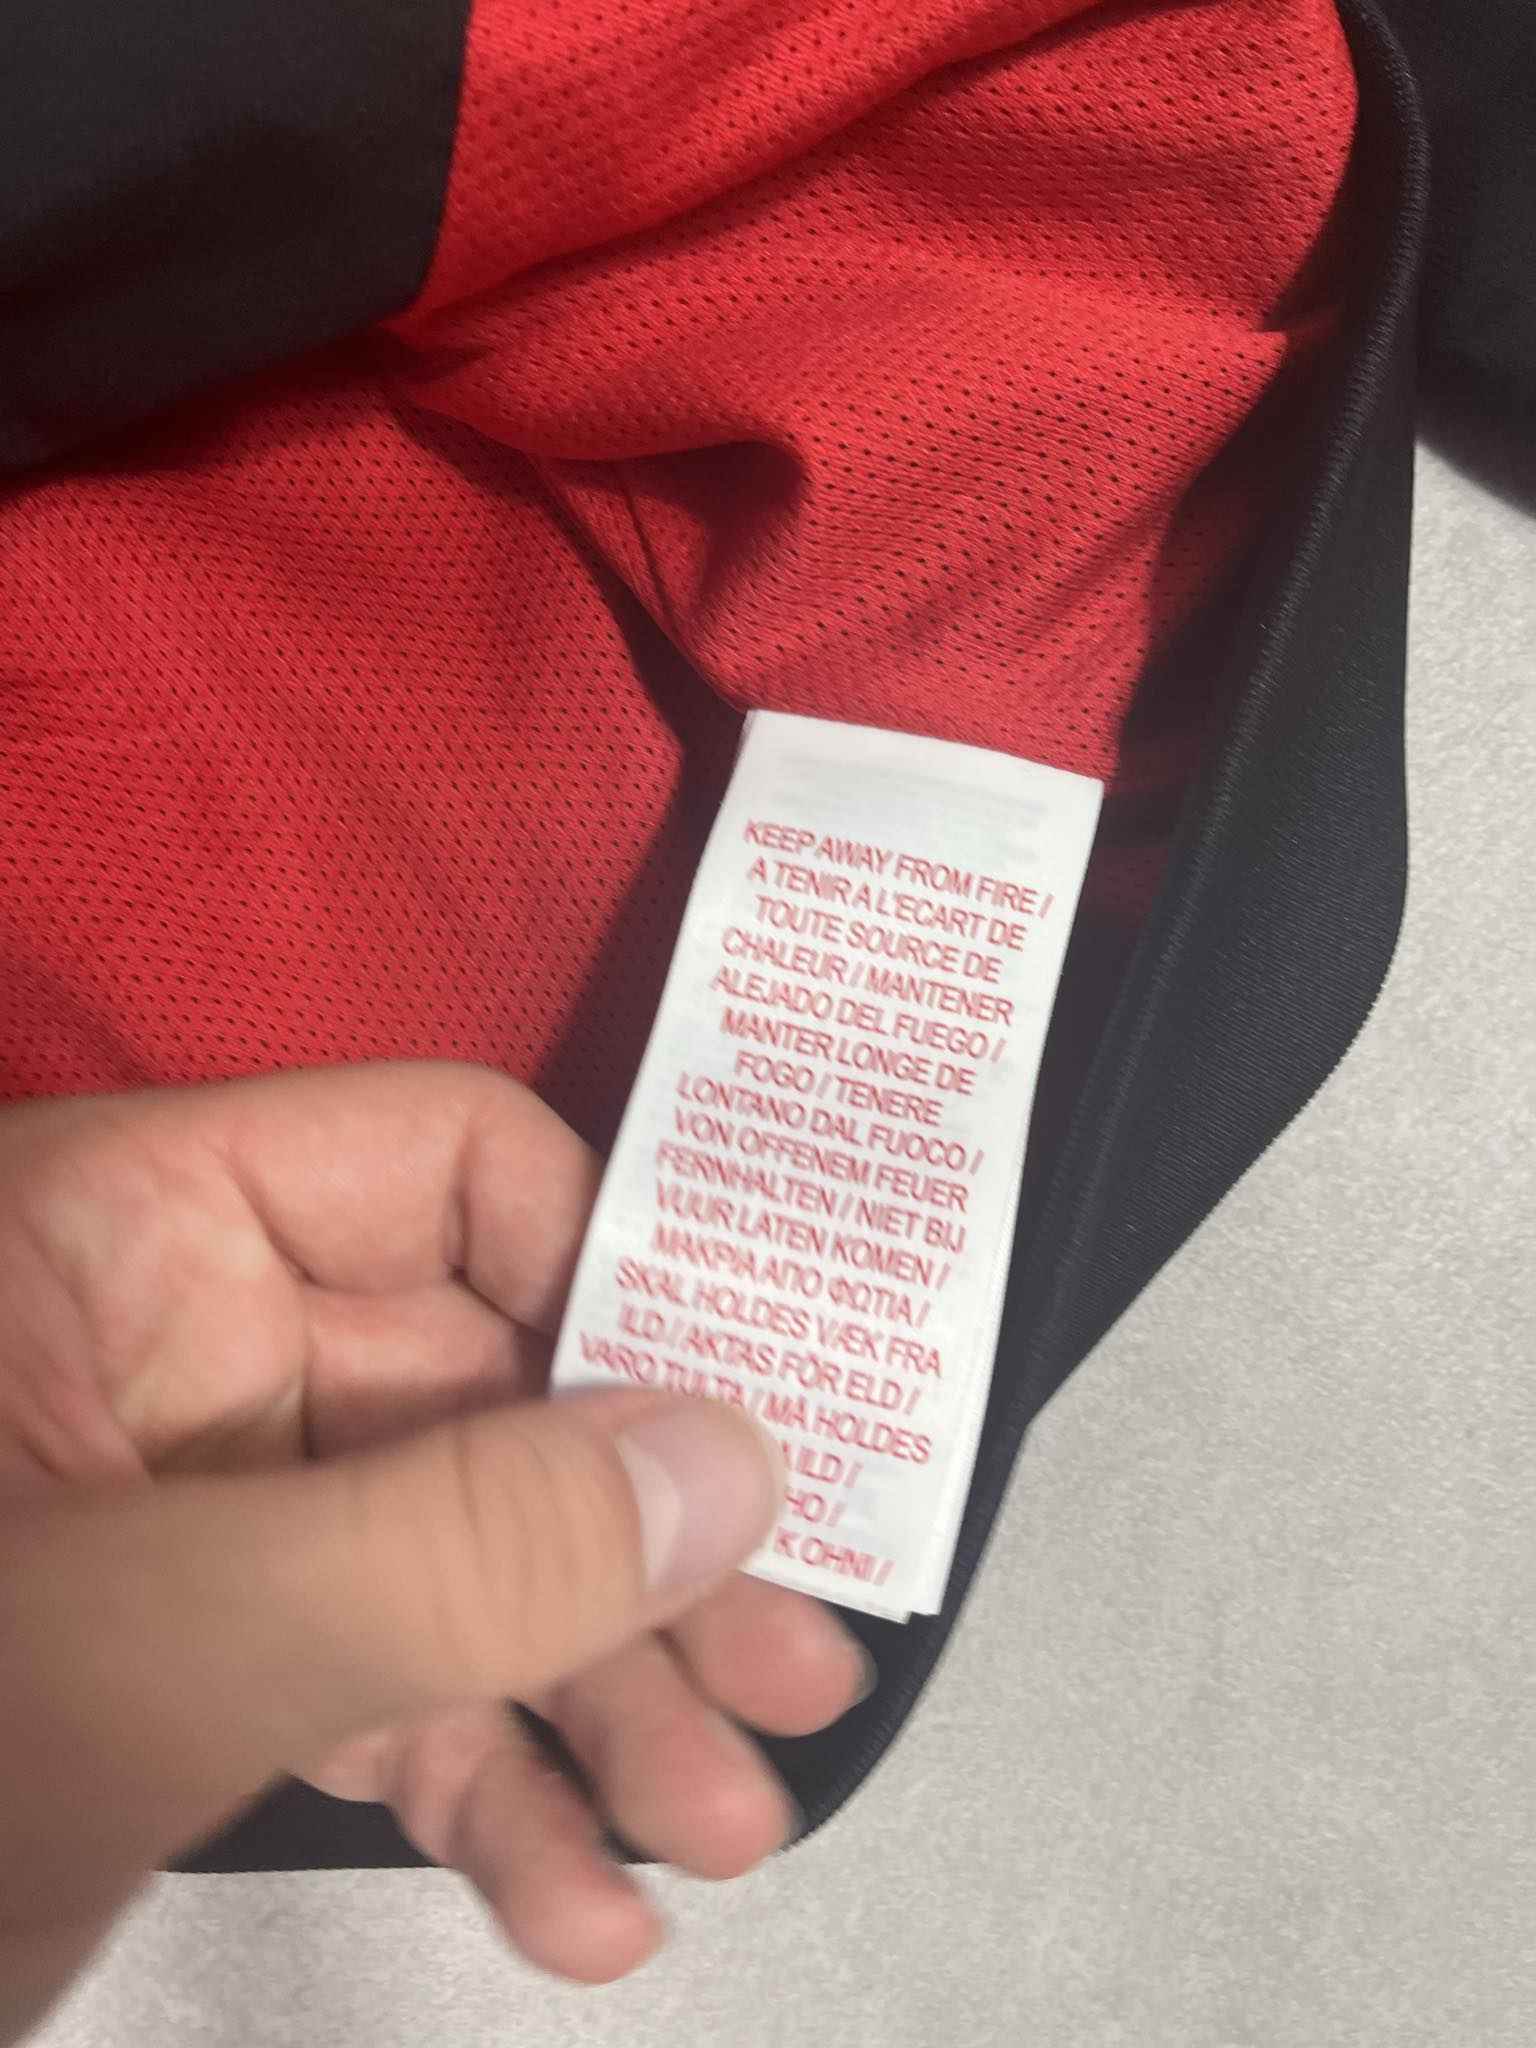 KEEP AWAY FROM FIRE /
A TENIR A L'ECART DE
TOUTE SOURCE DE
CHALEUR / MANTENER
ALEJADO DEL FUEGO /
MANTER LONGE DE
FOGO / TENERE
LONTANO DAL FUOCO /
VON OFFENEM FEUER
FERNHALTEN / NIET BIJ
VUUR LATEN KOMEN /
ΜΑΚΡΙΑ ΑΠΟ ΦΩΤΙΑ /
SKAL HOLDES VÆK FRA
ILD / AKTAS FÖR ELD /
VARO TULTA / MÅ HOLDES
ILD /
K OHNI /